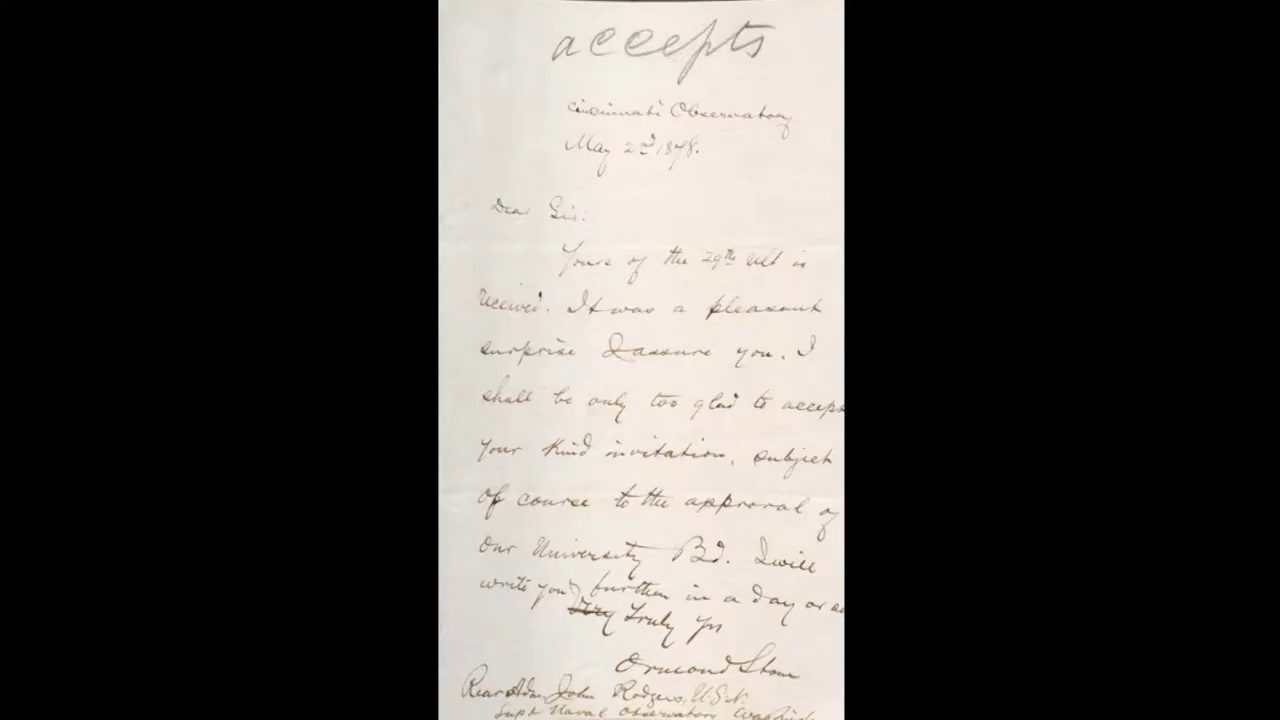 accepts
Cincinnati Observatory
May 2nd 1878.
Dear Sir:
Yours of the 29th ult is
received. It was a pleasant
surprise I assure you. I
shall be only too glad to accept
your kind invitation, subject
of course to the approval of
our University Bd. I will
write you further in a day or
Very Truly Yrs
Ormond Stone
Rear Adm John Rodgers, U.S.N.
Supt Naval Observatory